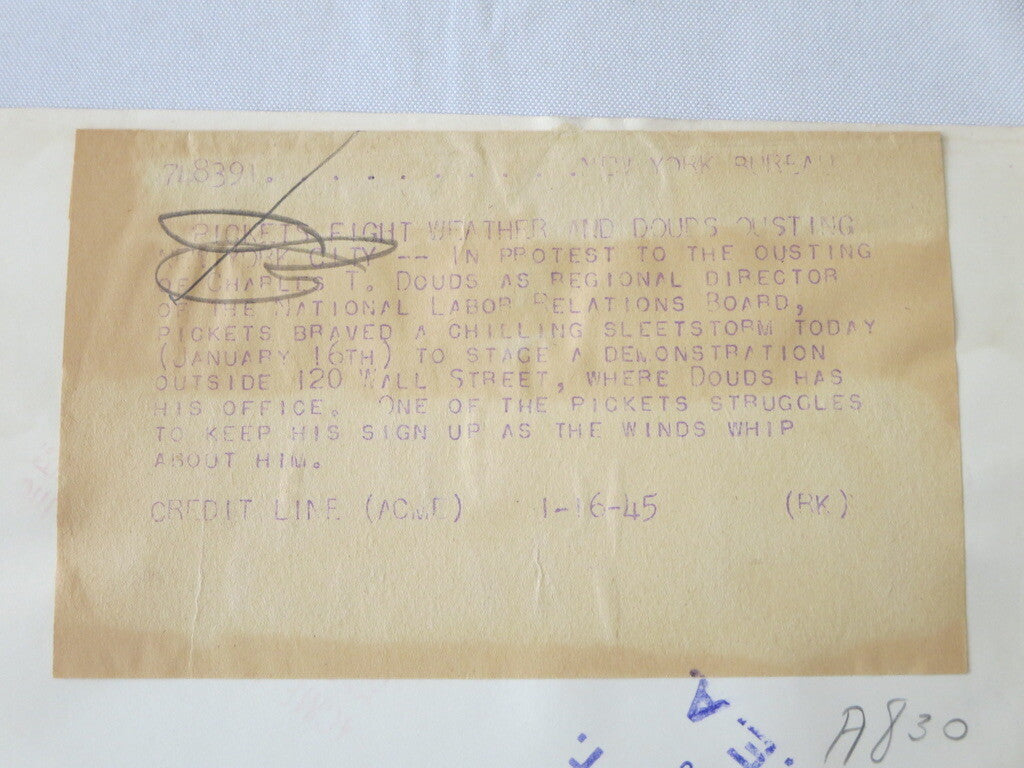 718391. . . . . . . . . .NEW YORK BUREAU
PICKETS FIGHT WEATHER AND DOUDS OUSTING
NEW YORK CITY -- IN PROTEST TO THE OUSTING
OF CHARLES T. DOUDS AS REGIONAL DIRECTOR
OF THE NATIONAL LABOR RELATIONS BOARD,
PICKETS BRAVED A CHILLING SLEETSTORM TODAY
(JANUARY 16TH) TO STAGE A DEMONSTRATION
OUTSIDE 120 WALL STREET, WHERE DOUDS HAS
HIS OFFICE. ONE OF THE PICKETS STRUGGLES
TO KEEP HIS SIGN UP AS THE WINDS WHIP
ABOUT HIM.
CREDIT LINE (ACME) 1-16-45 (RK)
A830